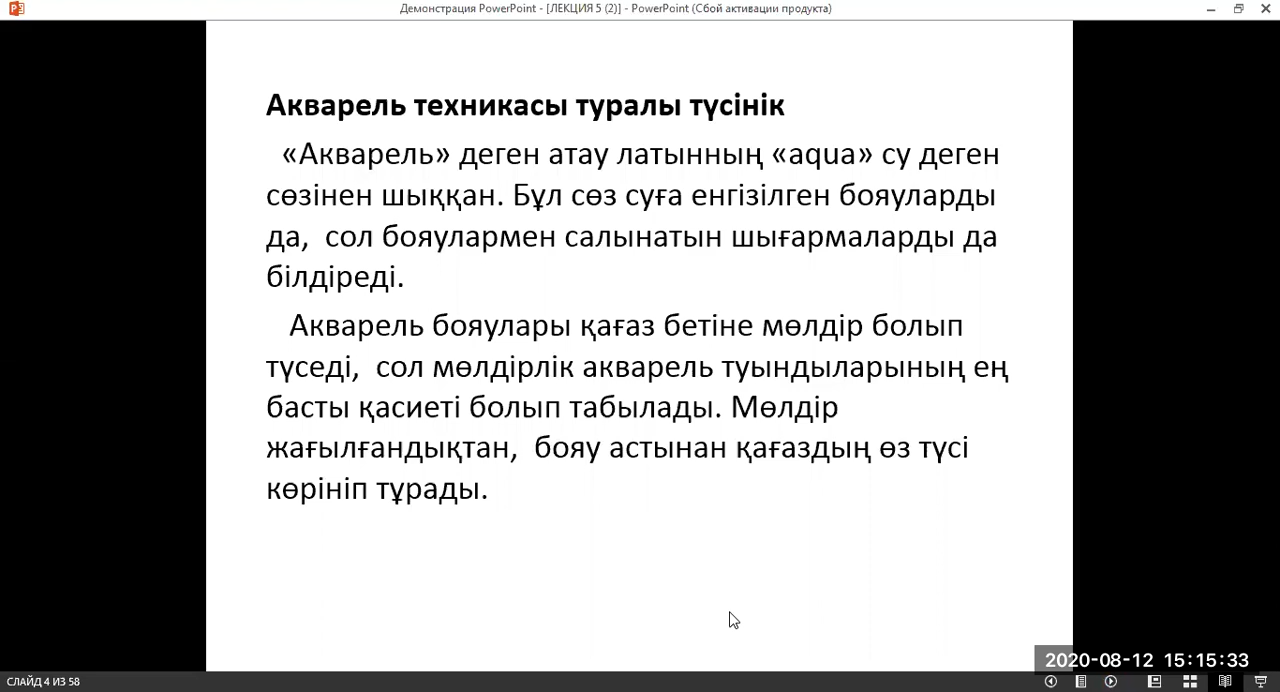 Демонстрация PowerPoint - [ЛЕКЦИЯ 5 (2)] - PowerPoint (Сбой активации продукта)
Акварель техникасы туралы түсінік
«Акварель» деген атау латынның «aqua» су деген
сөзінен шыққан. Бұл сөз суға енгізілген бояуларды
да, сол бояулармен салынатын шығармаларды да
білдіреді.
Акварель бояулары қағаз бетіне мөлдір болып
түседі, сол мөлдірлік акварель туындыларының ең
басты қасиеті болып табылады. Мөлдір
жағылғандықтан, бояу астынан қағаздың өз түсі
көрініп тұрады.
2020-08-12 15:15:33
СЛАЙД 4 ИЗ 58